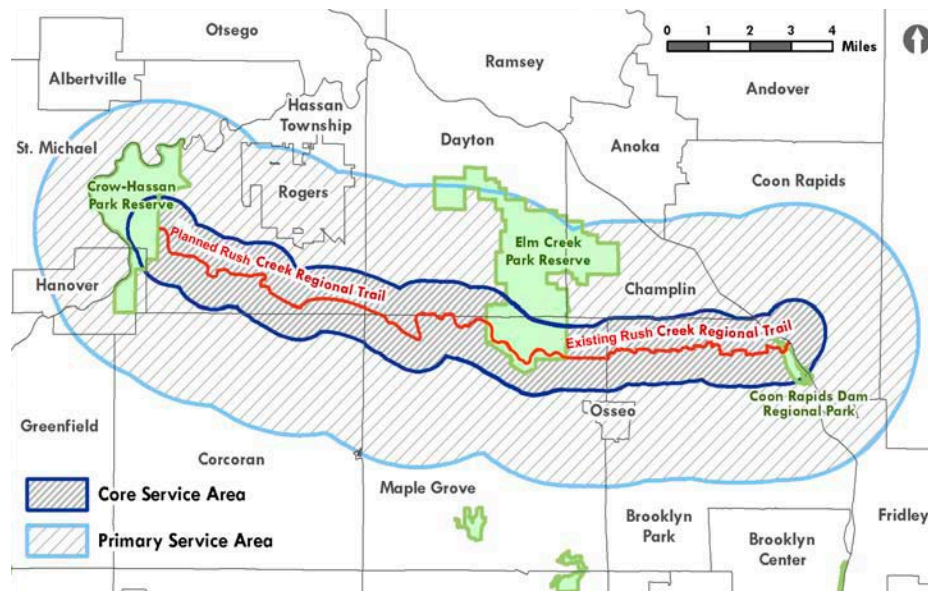 Otsego
0 1 2 3 4
Miles
Ramsey
Albertville
Andover
Hassan
Township
Dayton
Anoka
St. Michael
Coon Rapids
Crow-Hassan
Park Reserve
Rogers
Planned Rush Creek Regional Trail
Elm Creek
Park Reserve
Hanover
Champlin
Existing Rush Creek Regional Trail
Coon Rapids Dam
Regional Park
Osseo
Greenfield
Corcoran
Maple Grove
Core Service Area
Primary Service Area
Brooklyn
Park
Brooklyn
Center
Fridley